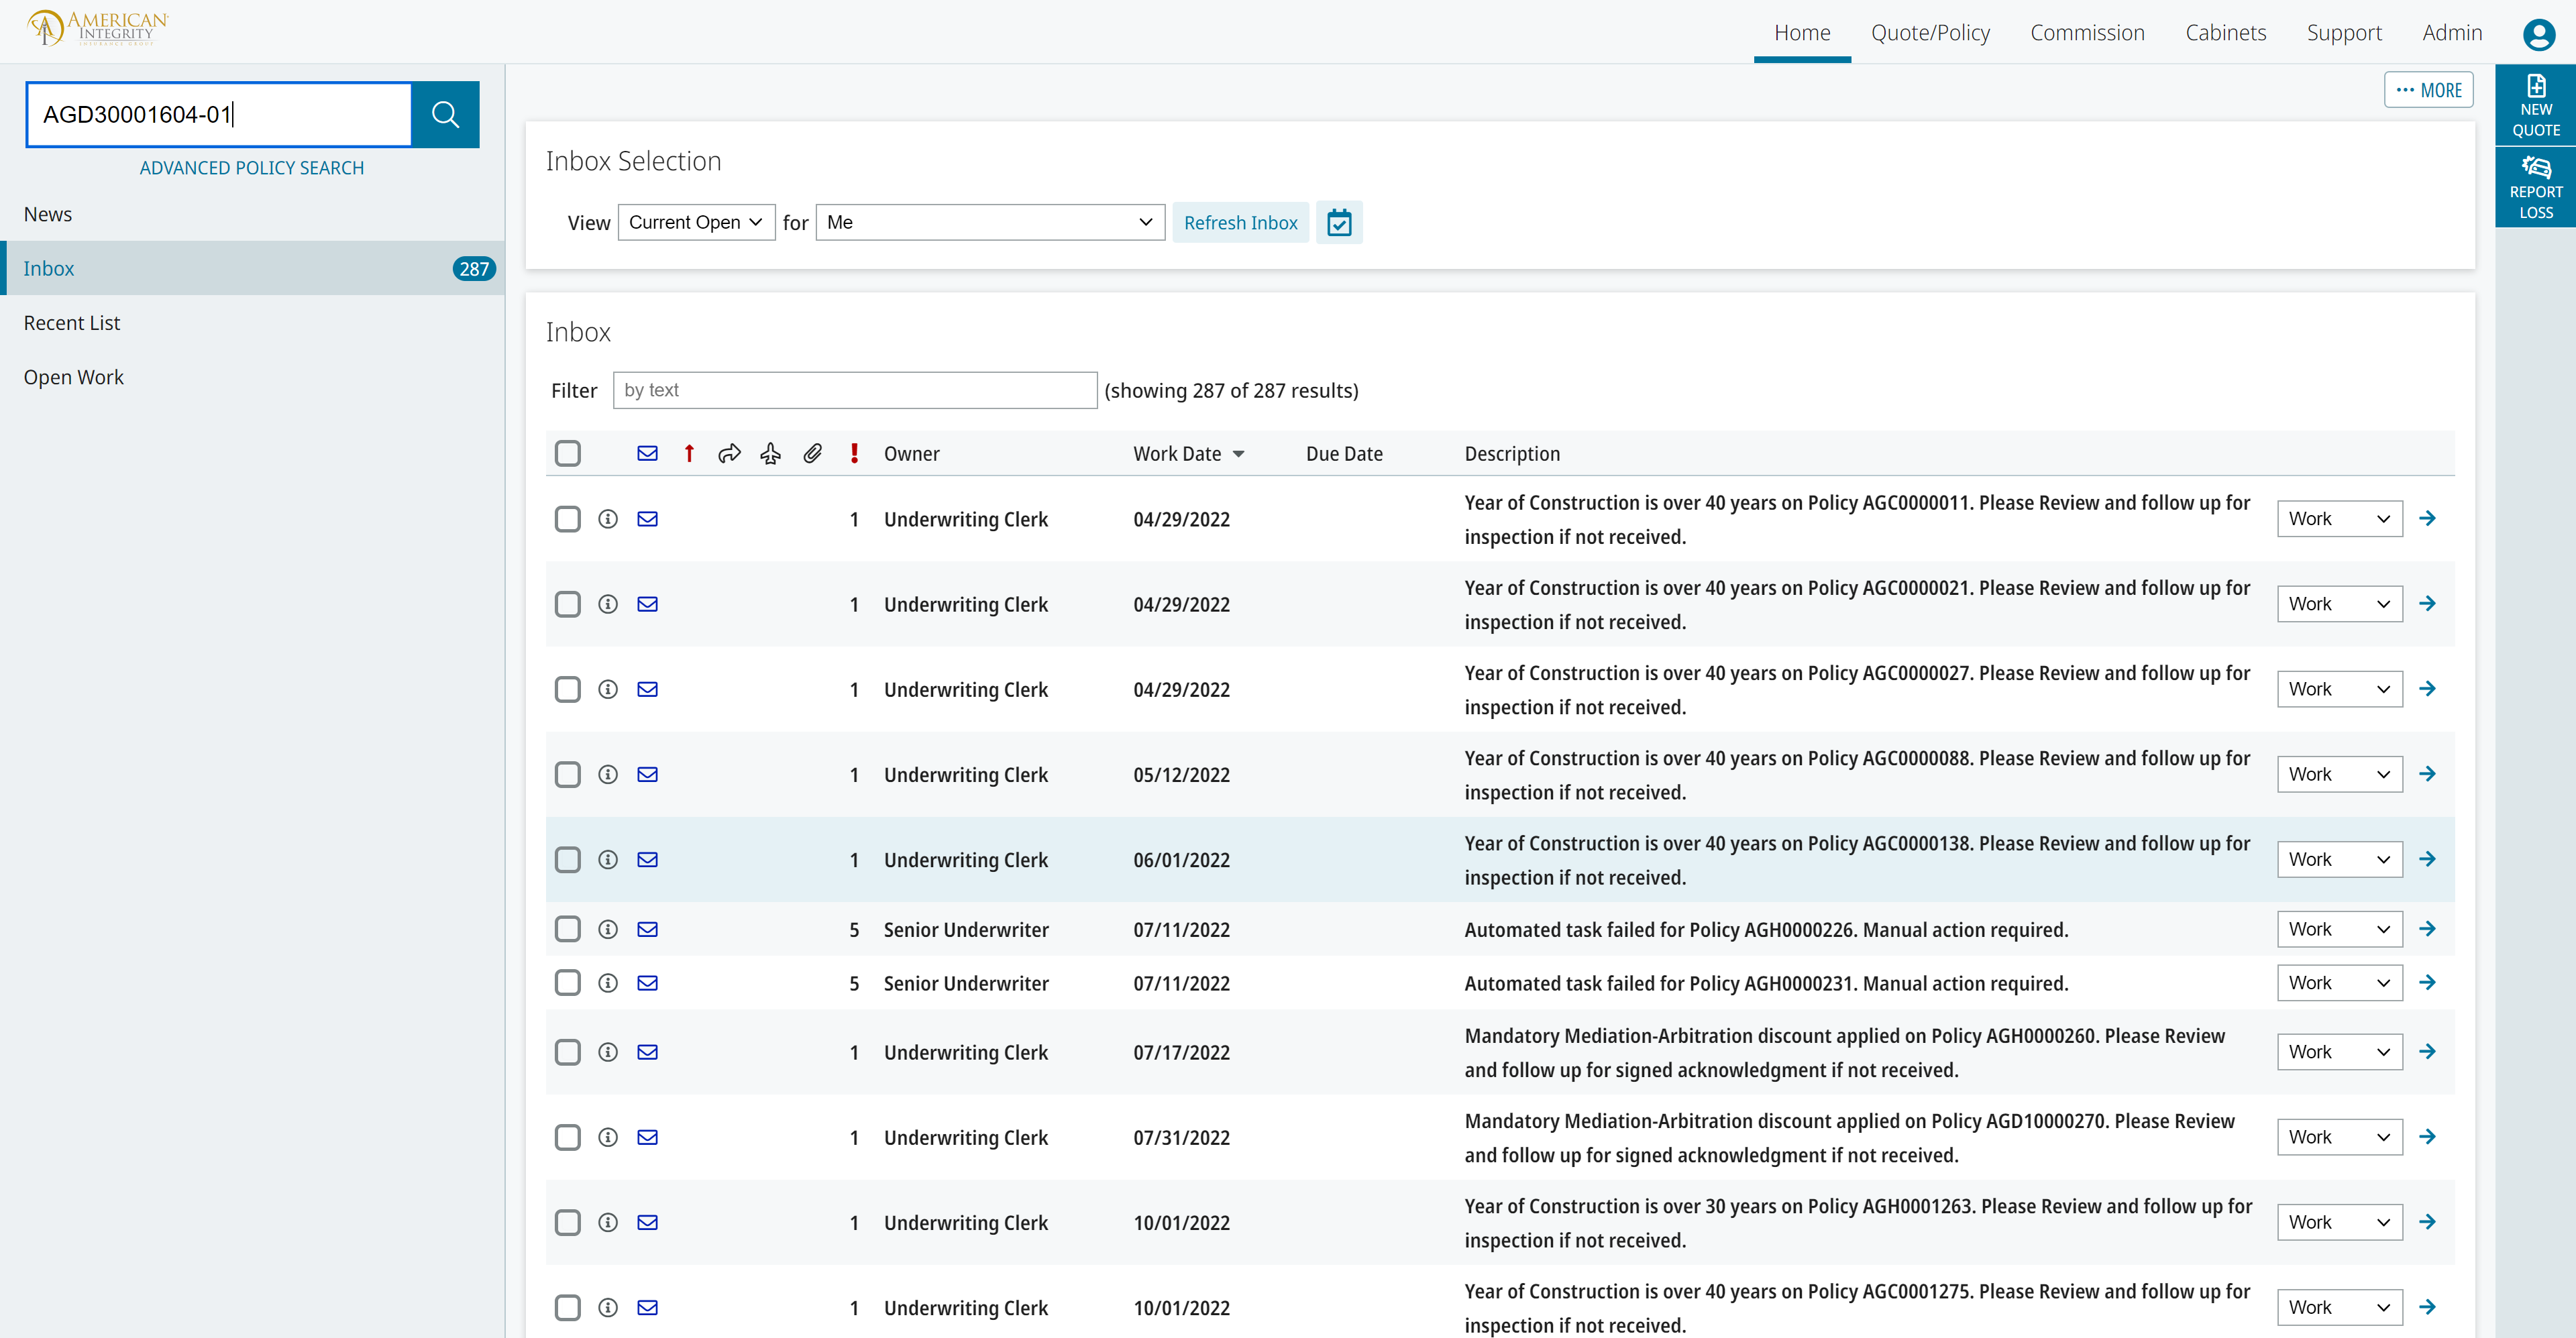 AMERICAN
INTEGRITY
INSURANCE GROUP
Home
Quote/Policy
Commission
Cabinets
Support
Admin
AGD30001604-01
ADVANCED POLICY SEARCH
News
Inbox
287
Recent List
Open Work
MORE
NEW
QUOTE
REPORT
LOSS
Inbox Selection
View Current Open for Me Refresh Inbox
Inbox
Filter by text (showing 287 of 287 results)
Owner Work Date Due Date Description
1 Underwriting Clerk 04/29/2022 Year of Construction is over 40 years on Policy AGC0000011. Please Review and follow up for
inspection if not received.
Work
1 Underwriting Clerk 04/29/2022 Year of Construction is over 40 years on Policy AGC0000021. Please Review and follow up for
inspection if not received.
Work
1 Underwriting Clerk 04/29/2022 Year of Construction is over 40 years on Policy AGC0000027. Please Review and follow up for
inspection if not received.
Work
1 Underwriting Clerk 05/12/2022 Year of Construction is over 40 years on Policy AGC0000088. Please Review and follow up for
inspection if not received.
Work
1 Underwriting Clerk 06/01/2022 Year of Construction is over 40 years on Policy AGC0000138. Please Review and follow up for
inspection if not received.
Work
5 Senior Underwriter 07/11/2022 Automated task failed for Policy AGH0000226. Manual action required. Work
5 Senior Underwriter 07/11/2022 Automated task failed for Policy AGH0000231. Manual action required. Work
1 Underwriting Clerk 07/17/2022 Mandatory Mediation-Arbitration discount applied on Policy AGH0000260. Please Review
and follow up for signed acknowledgment if not received.
Work
1 Underwriting Clerk 07/31/2022 Mandatory Mediation-Arbitration discount applied on Policy AGD10000270. Please Review
and follow up for signed acknowledgment if not received.
Work
1 Underwriting Clerk 10/01/2022 Year of Construction is over 30 years on Policy AGH0001263. Please Review and follow up for
inspection if not received.
Work
1 Underwriting Clerk 10/01/2022 Year of Construction is over 40 years on Policy AGC0001275. Please Review and follow up for
inspection if not received.
Work